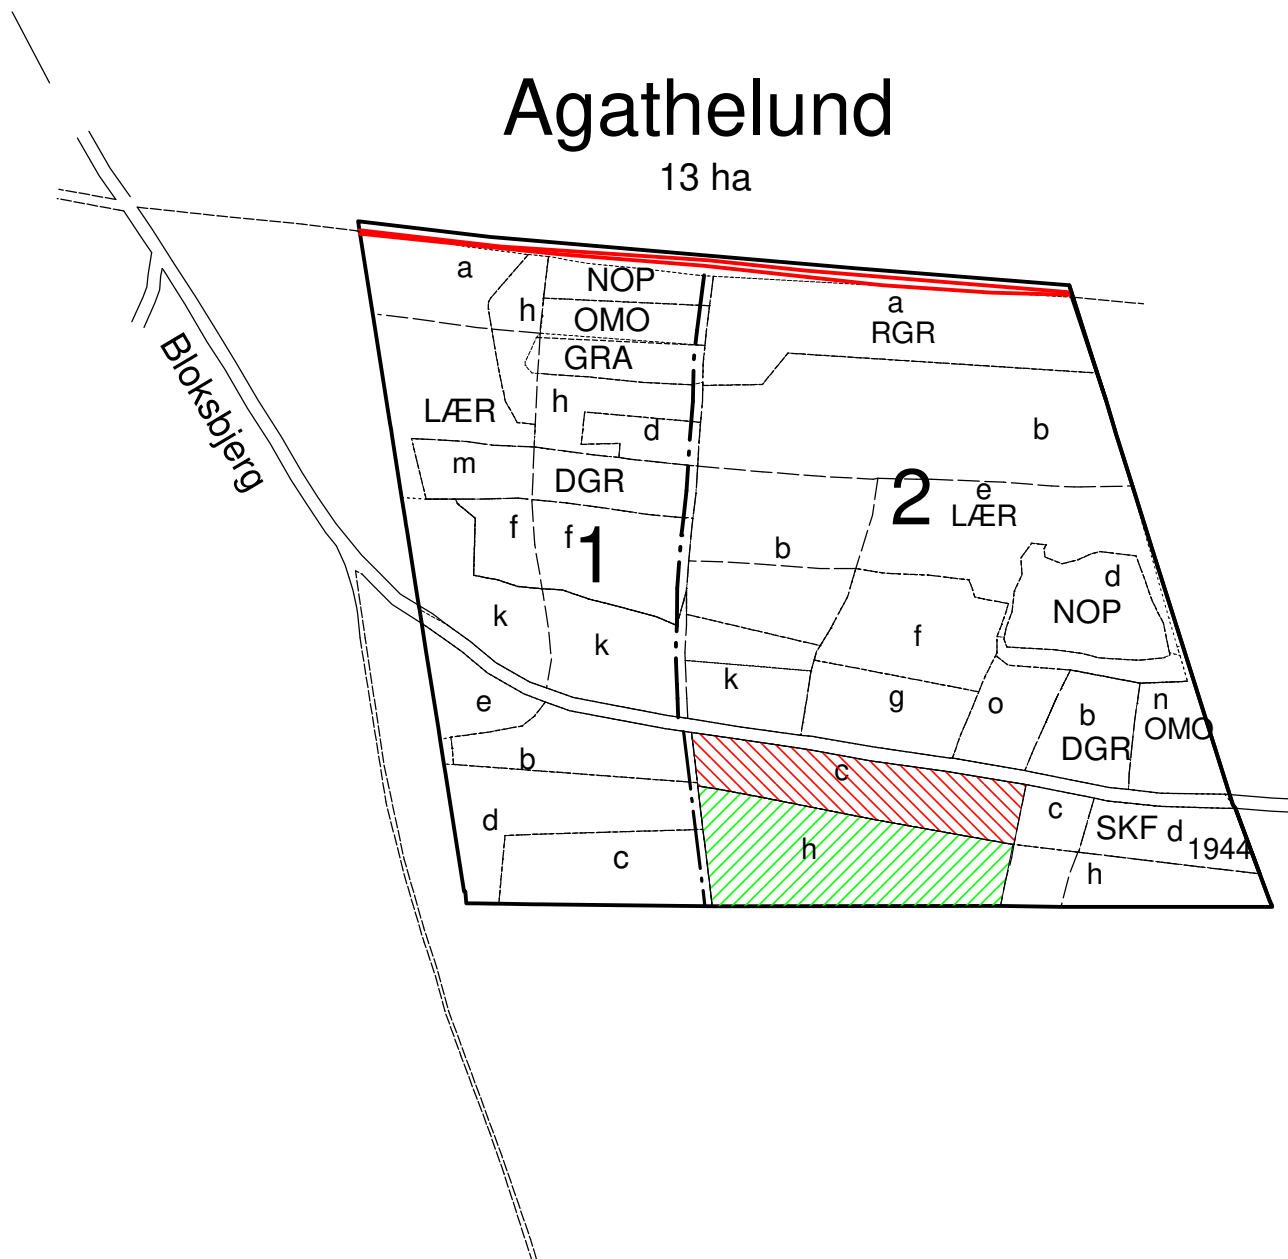 Agathelund
13 ha
a
NOP
h
OMO
a
RGR
GRA
h
LÆR
d
b
m
DGR
2
e
LÆR
f
f
1
b
d
NOP
k
k
f
k
e
g
o
b
DGR
n
OMO
Bloksbjerg
b
c
d
c
SKF
d
1944
c
h
h